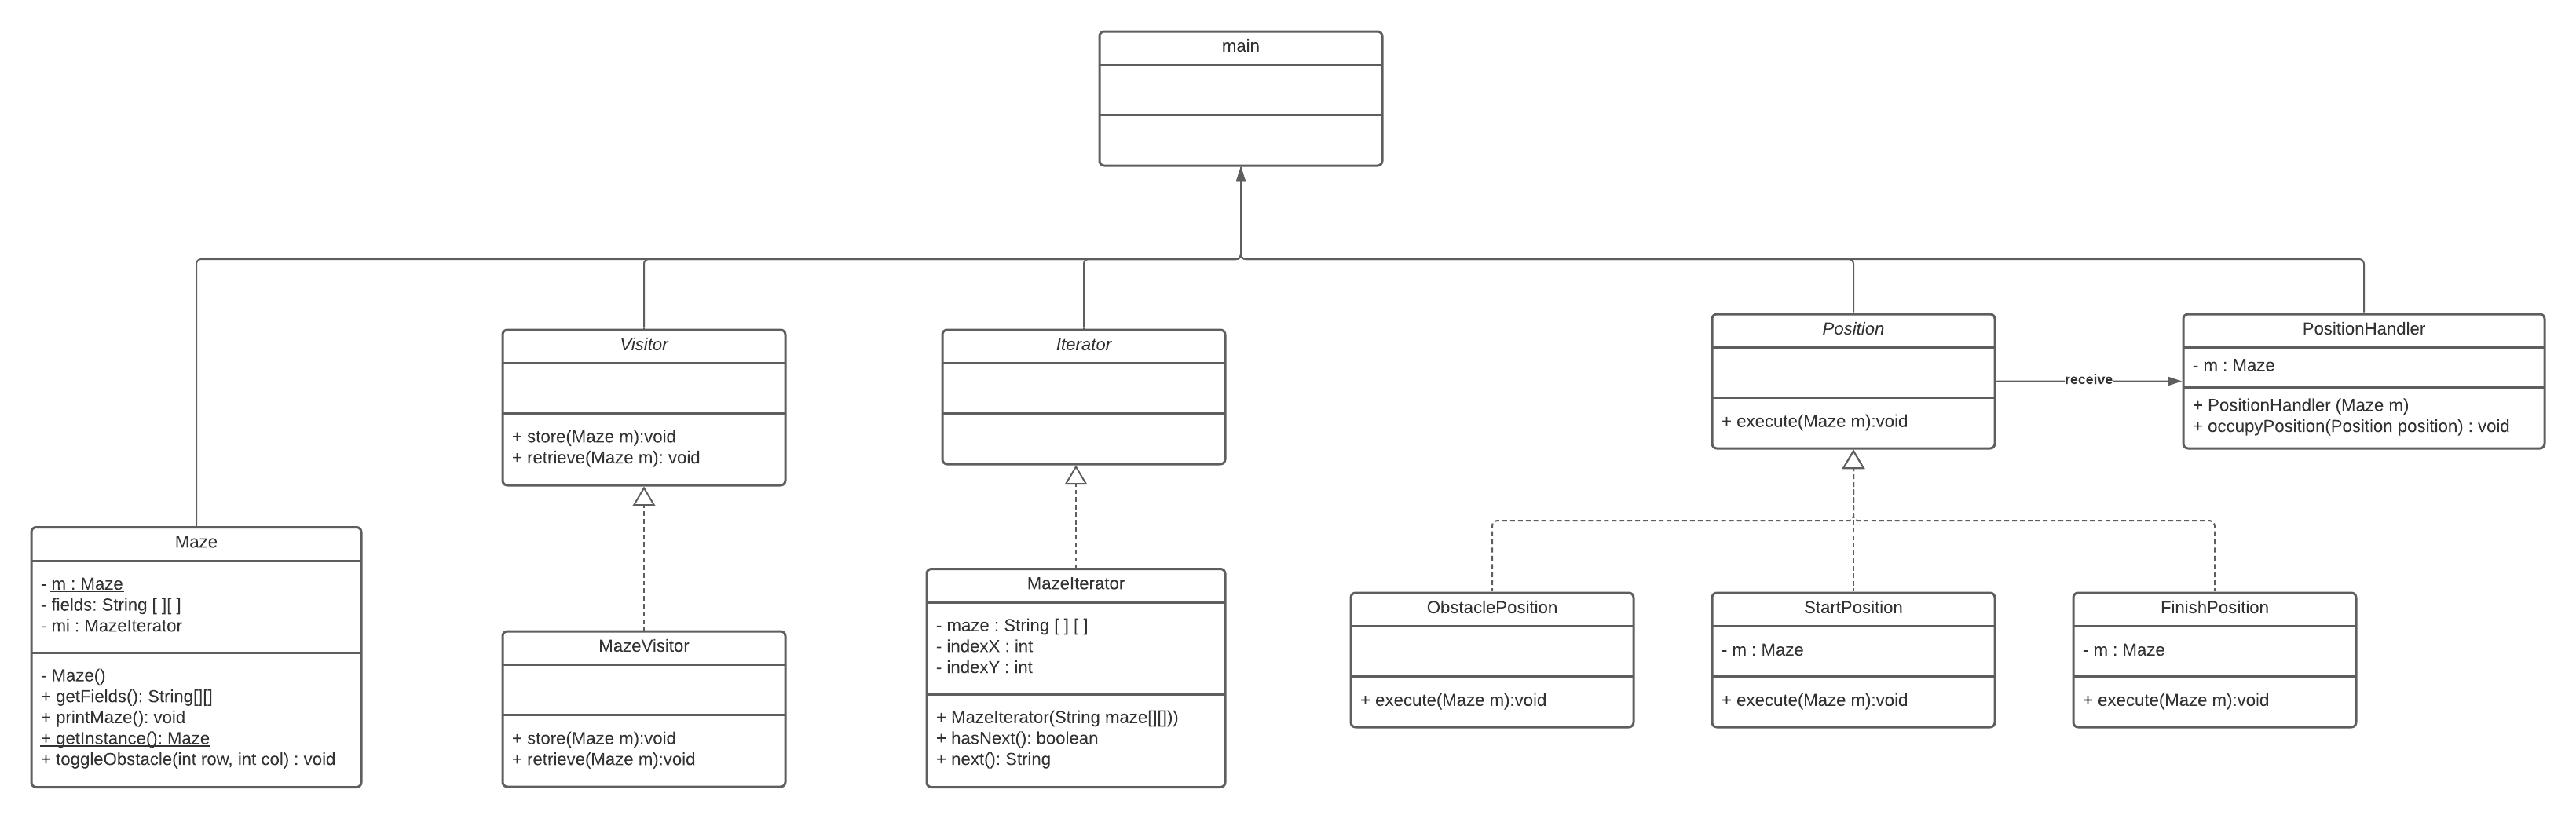 main
Visitor
+ store(Maze m):void
+ retrieve(Maze m): void
Iterator
Position
+ execute(Maze m):void
receive
PositionHandler
- m : Maze
+ PositionHandler (Maze m)
+ occupyPosition(Position position) : void
Maze
- m : Maze
- fields: String [ ][ ]
- mi : MazeIterator
- Maze()
+ getFields(): String[][]
+ printMaze(): void
+ getInstance(): Maze
+ toggleObstacle(int row, int col) : void
MazeVisitor
+ store(Maze m):void
+ retrieve(Maze m):void
MazeIterator
- maze : String [ ] [ ]
- indexX : int
- indexY : int
+ MazeIterator(String maze[][]))
+ hasNext(): boolean
+ next(): String
ObstaclePosition
+ execute(Maze m):void
StartPosition
- m : Maze
+ execute(Maze m):void
FinishPosition
- m : Maze
+ execute(Maze m):void